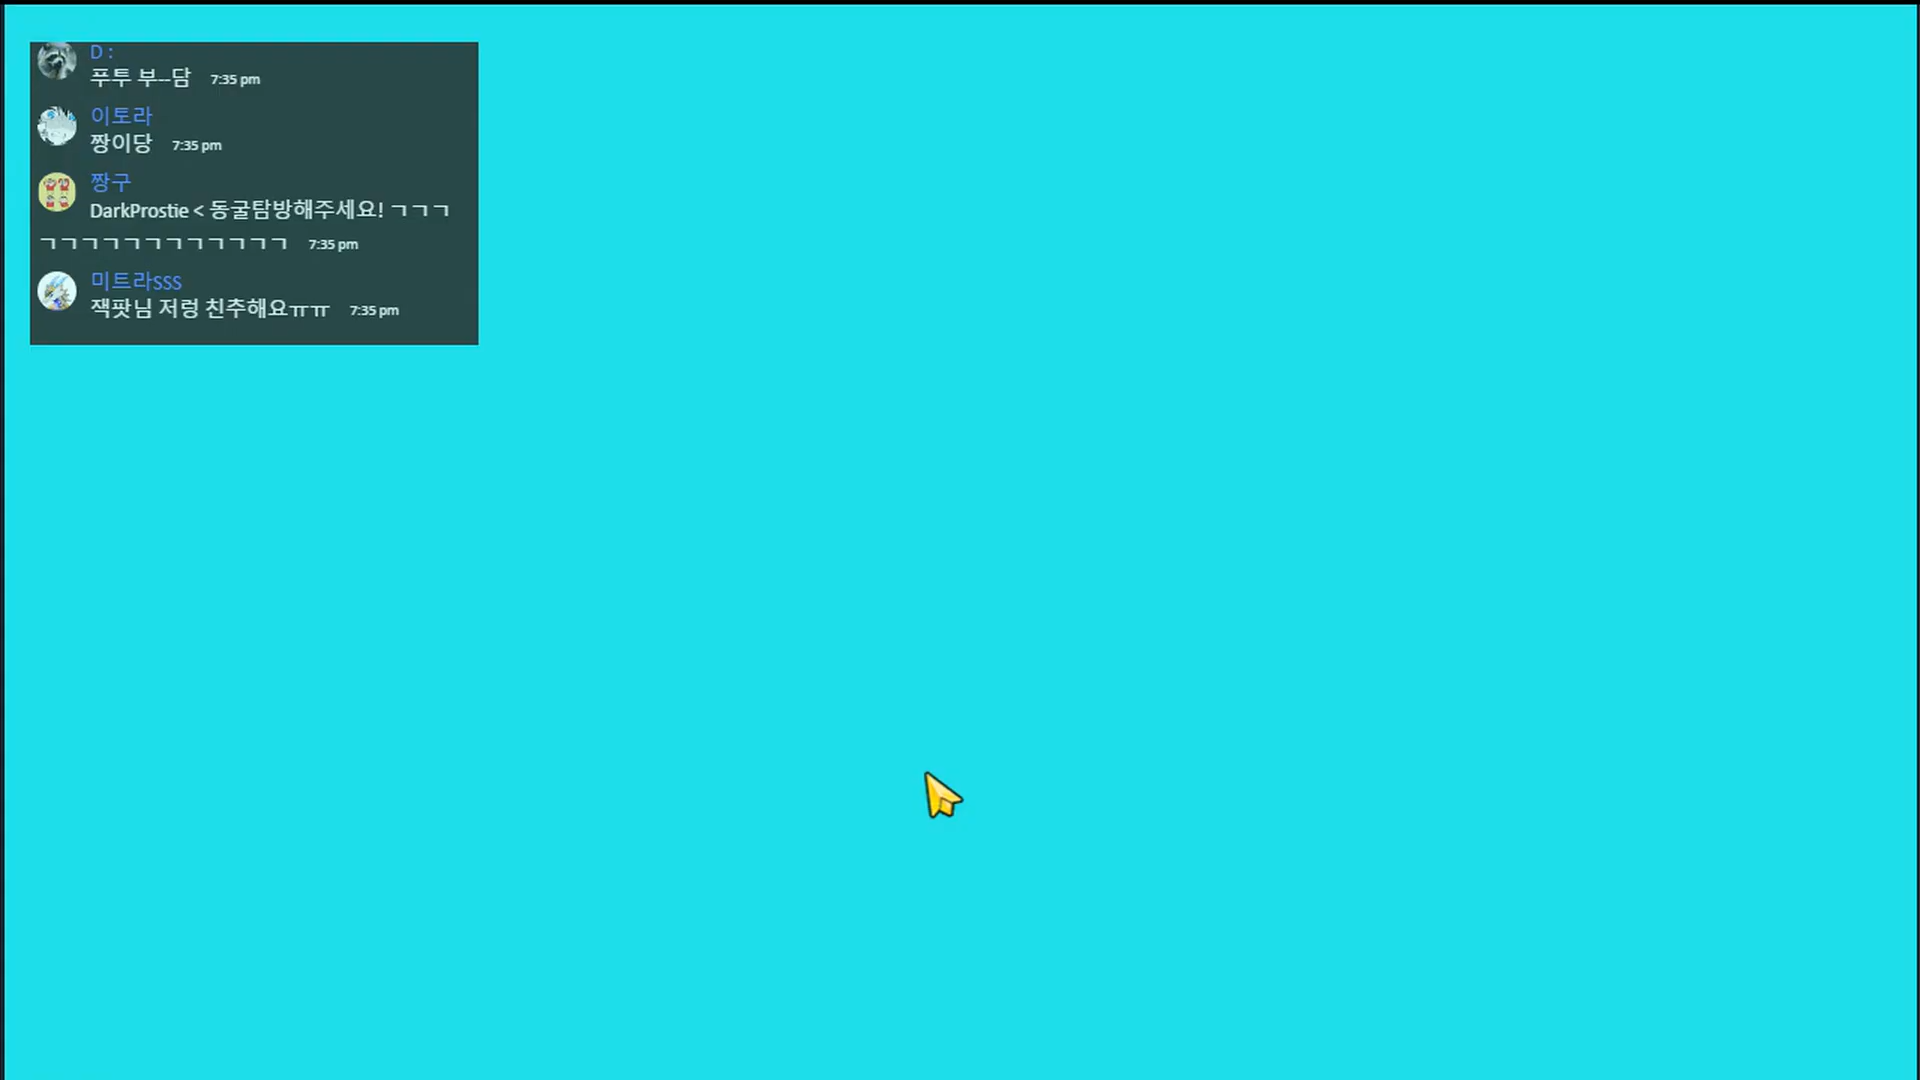 D :
푸투 부--담 7:35 pm
이토라
짱이당 7:35 pm
짱구
DarkProstie < 동굴탐방해주세요! ㄱㄱㄱ
ㄱㄱㄱㄱㄱㄱㄱㄱㄱㄱㄱㄱ 7:35 pm
미트라sss
잭팟님 저렁 친추해요ㅠㅠ 7:35 pm